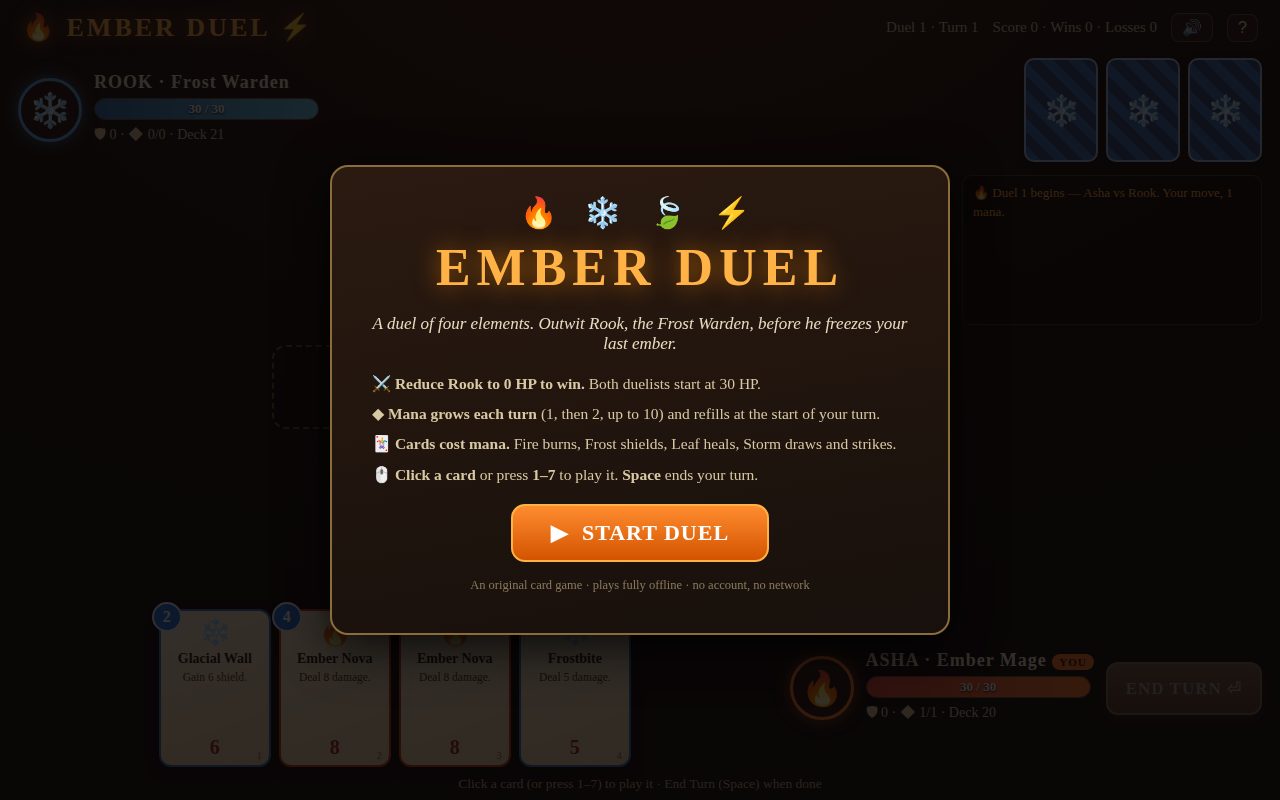 EMBER DUEL
Duel 1 · Turn 1 Score 0 · Wins 0 · Losses 0 ?
ROOK · Frost Warden
30 / 30
0 · ◆ 0/0 · Deck 21
Duel 1 begins — Asha vs Rook. Your move, 1
mana.
EMBER DUEL
A duel of four elements. Outwit Rook, the Frost Warden, before he freezes your
last ember.
Reduce Rook to 0 HP to win. Both duelists start at 30 HP.
◆ Mana grows each turn (1, then 2, up to 10) and refills at the start of your turn.
Cards cost mana. Fire burns, Frost shields, Leaf heals, Storm draws and strikes.
Click a card or press 1–7 to play it. Space ends your turn.
▶ START DUEL
An original card game · plays fully offline · no account, no network
2
Glacial Wall
Gain 6 shield.
6
1
4
Ember Nova
Deal 8 damage.
8
2
Ember Nova
Deal 8 damage.
8
3
Frostbite
Deal 5 damage.
5
4
ASHA · Ember Mage YOU
30 / 30
0 · ◆ 1/1 · Deck 20
END TURN ⏎
Click a card (or press 1–7) to play it · End Turn (Space) when done